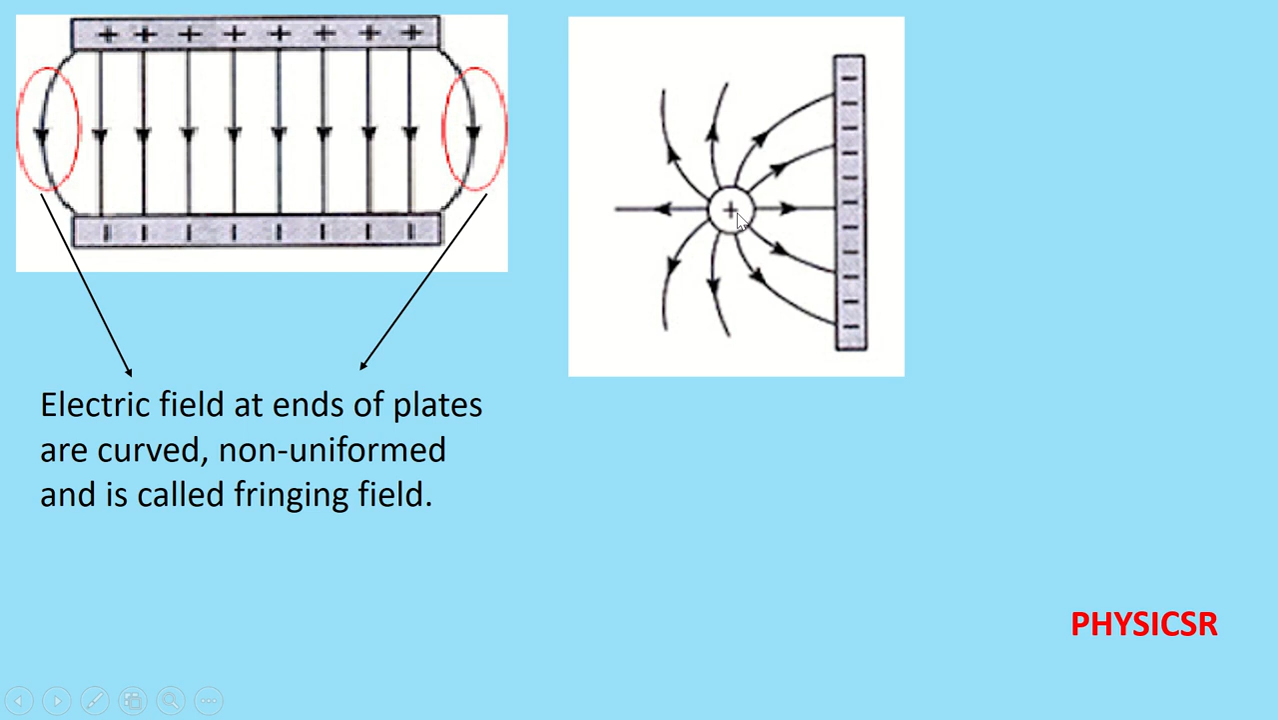 + + + + + + + +
Electric field at ends of plates
are curved, non-uniformed
and is called fringing field.
+
PHYSICSR